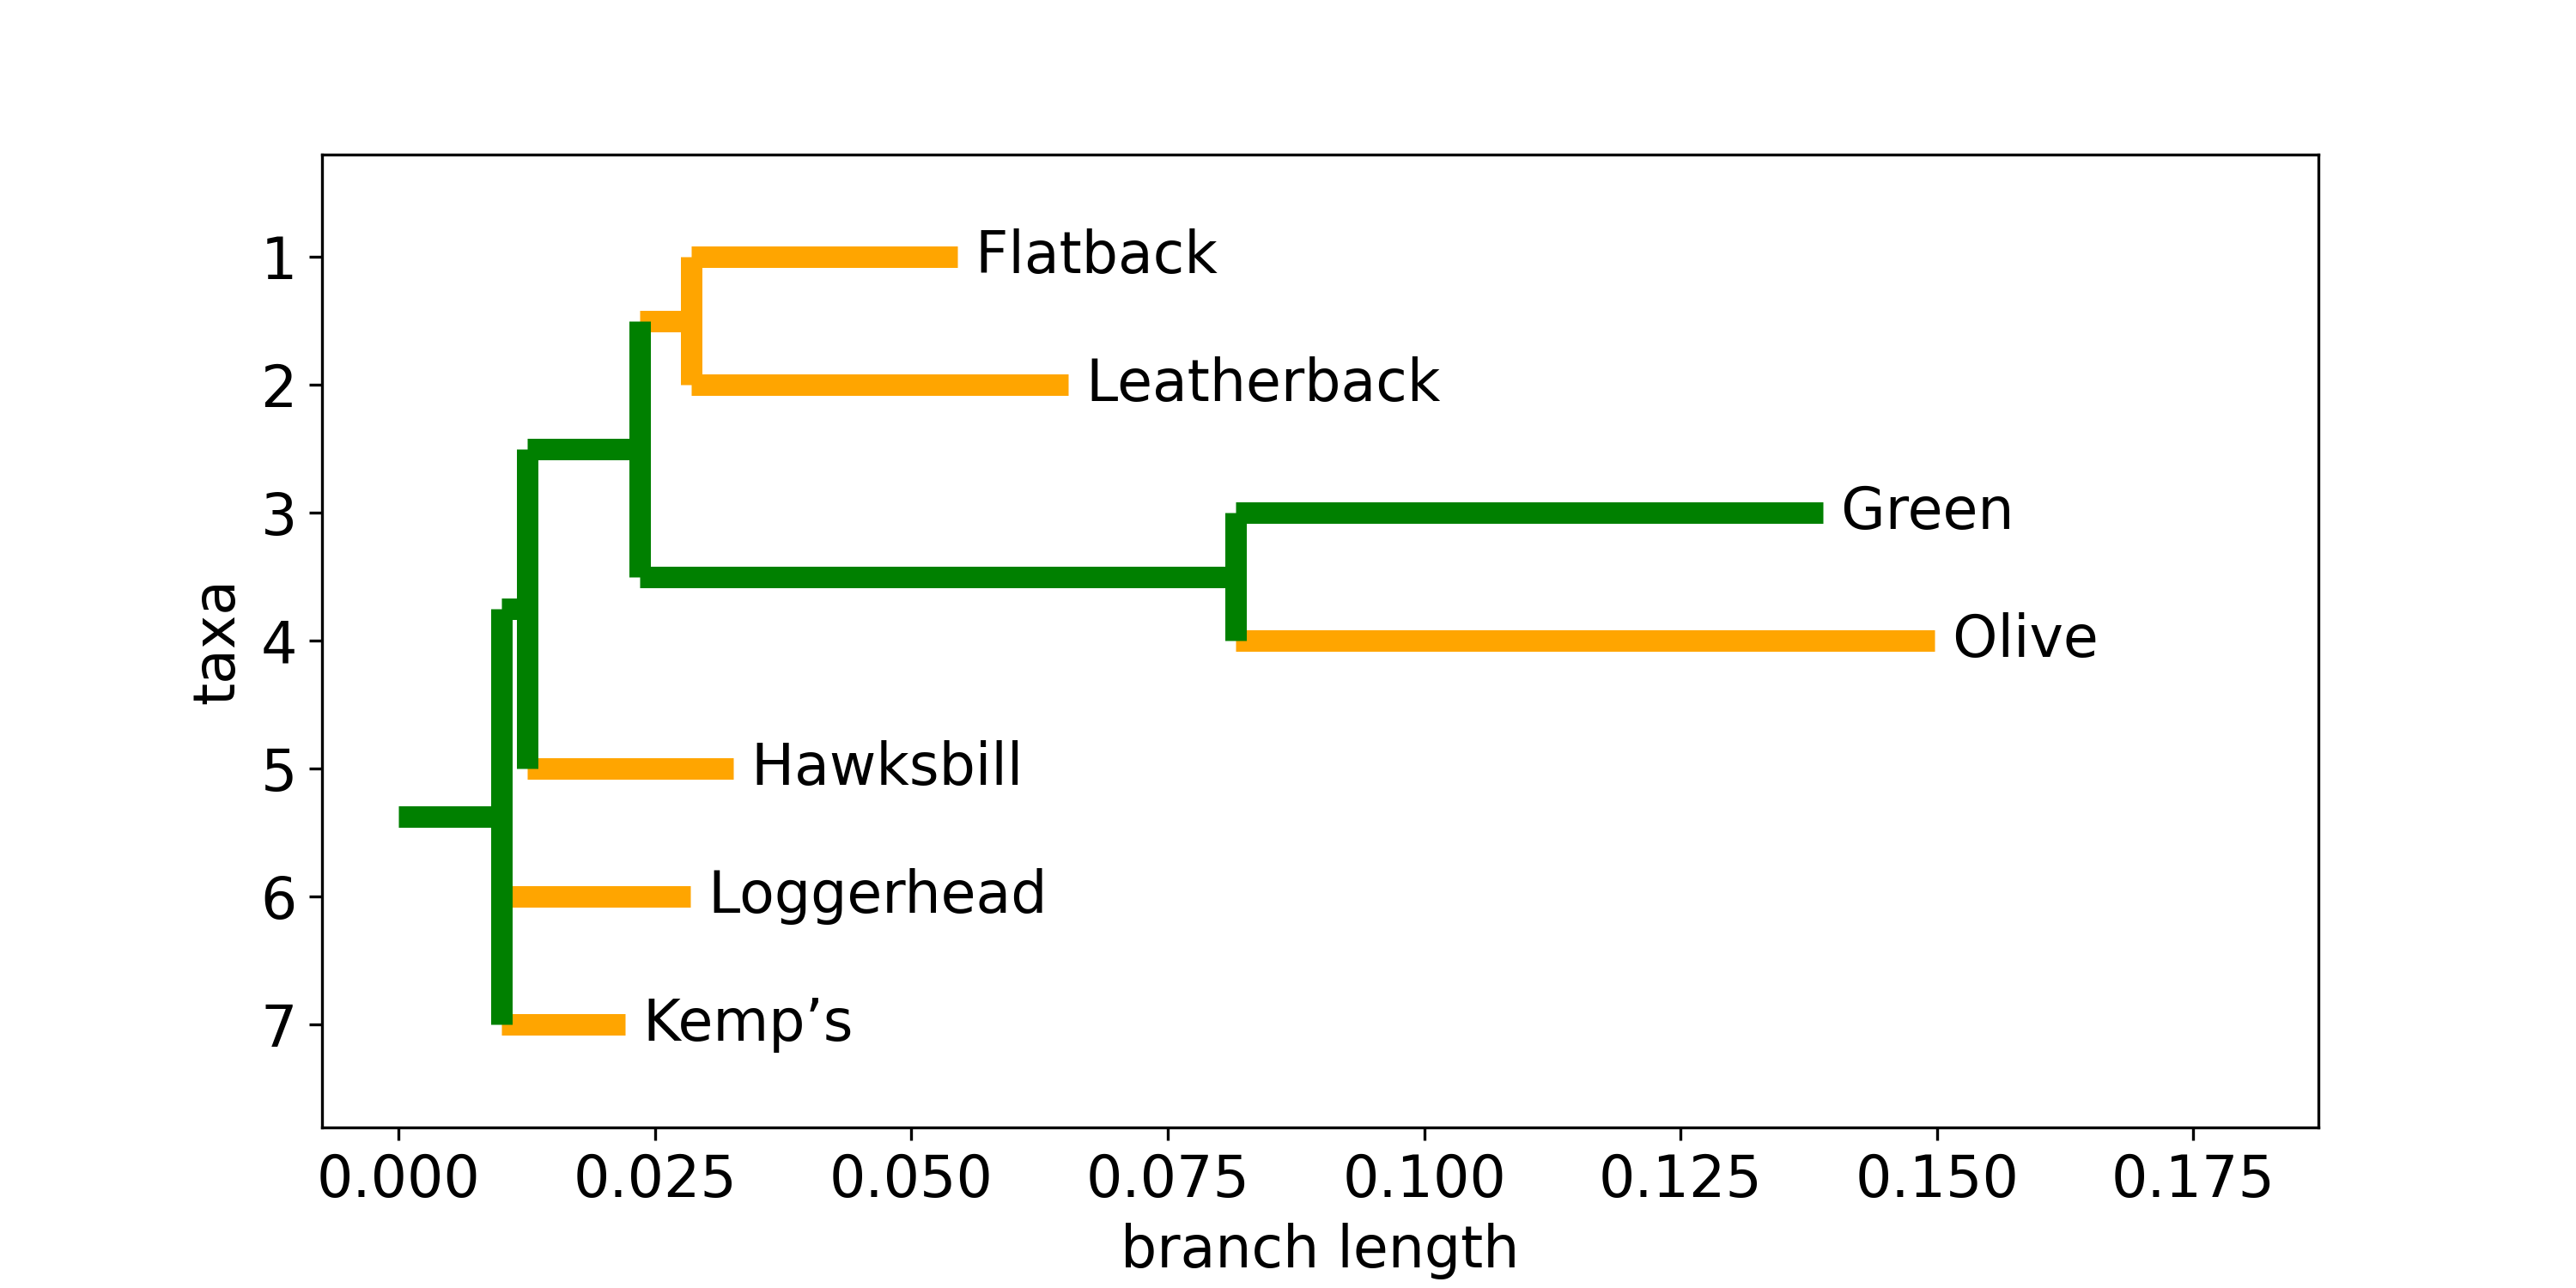 1
Flatback
2
Leatherback
3
Green
4
Olive
taxa
5
Hawksbill
6
Loggerhead
7
Kemp’s
0.000 0.025 0.050 0.075 0.100 0.125 0.150 0.175
branch length